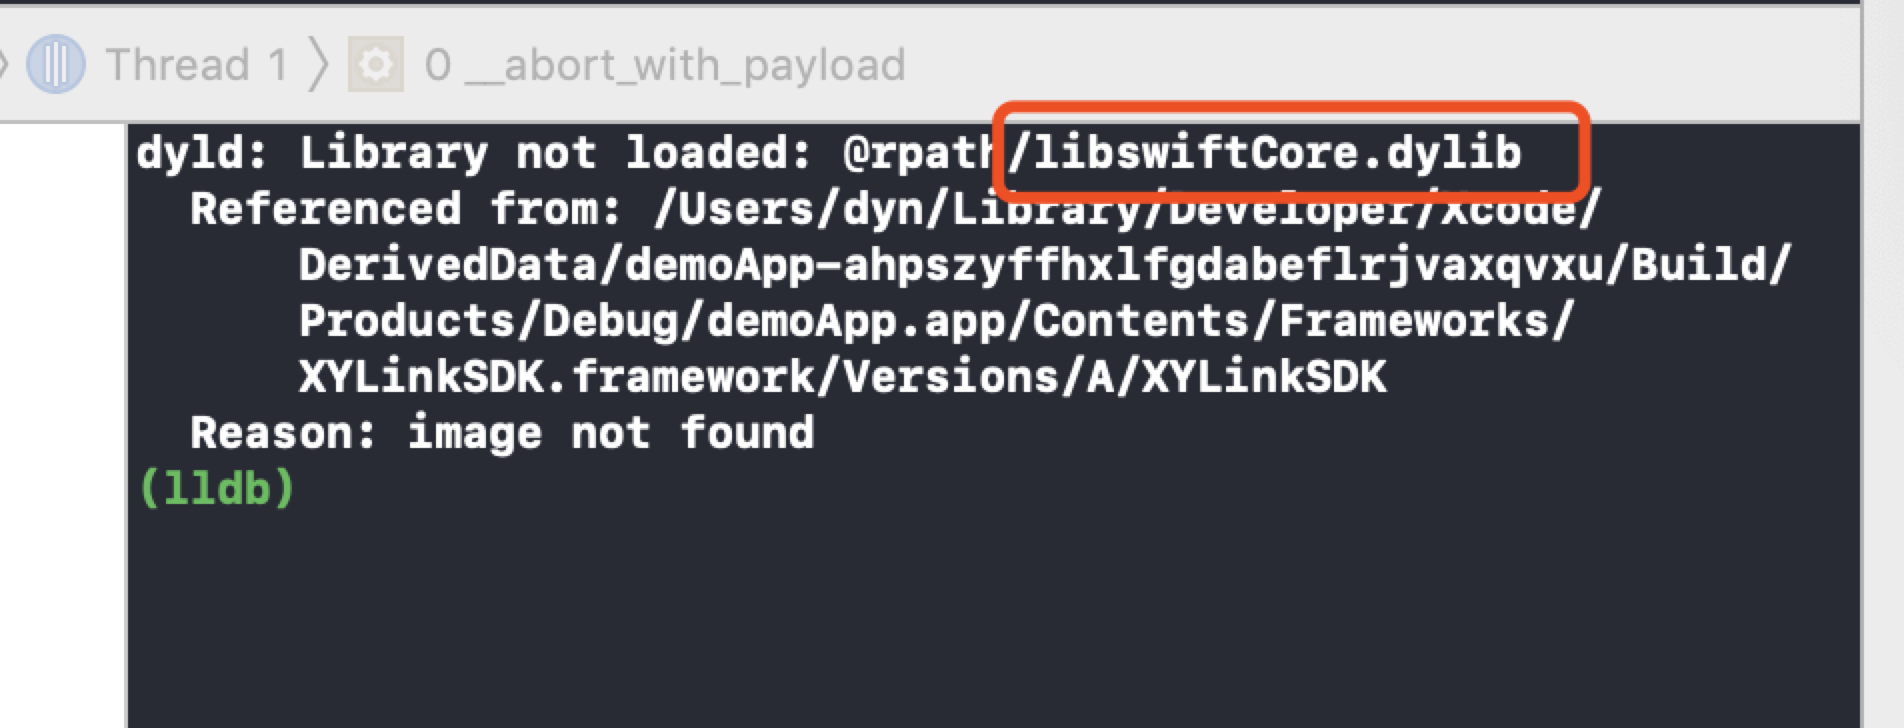 Thread 1 〉 0 __abort_with_payload
dyld: Library not loaded: @rpath/libswiftCore.dylib
Referenced from: /Users/dyn/Library/Developer/Xcode/
DerivedData/demoApp-ahpszyffhxlfgdabeflrjvaxqvxu/Build/
Products/Debug/demoApp.app/Contents/Frameworks/
XYLinkSDK.framework/Versions/A/XYLinkSDK
Reason: image not found
(lldb)